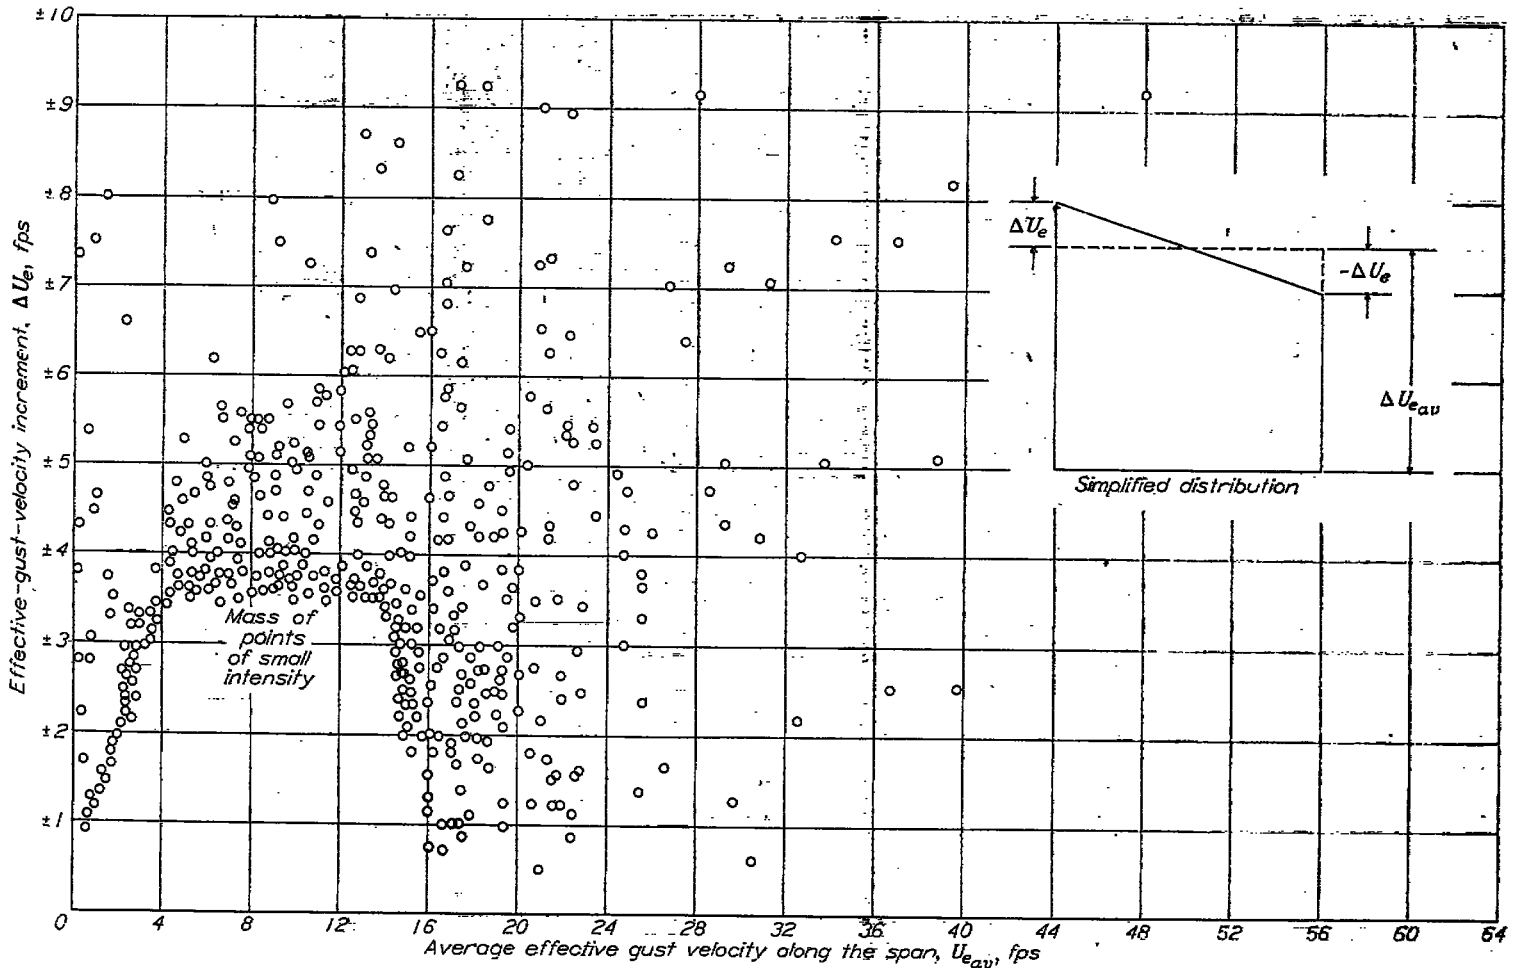 ±10
±9
±8
±7
±6
±5
±4
±3
±2
±1
0
Effective-gust-velocity increment, ΔUe, fps
Mass of
points
of small
intensity
ΔUe
-ΔUe
ΔUeav
Simplified distribution
4 8 12 16 20 24 28 32 36 40 44 48 52 56 60 64
Average effective gust velocity along the span, Ueav, fps